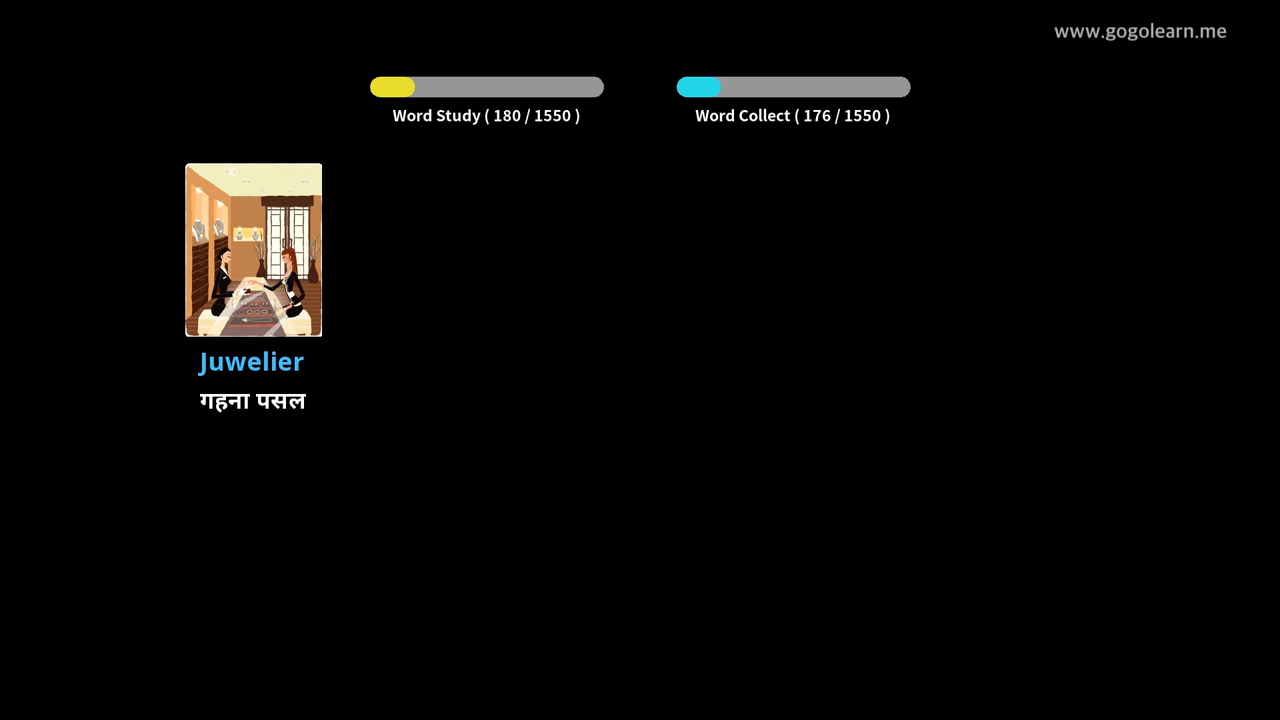 www.gogolearn.me
Word Study ( 180 / 1550 )
Word Collect ( 176 / 1550 )
Juwelier
गहना पसल